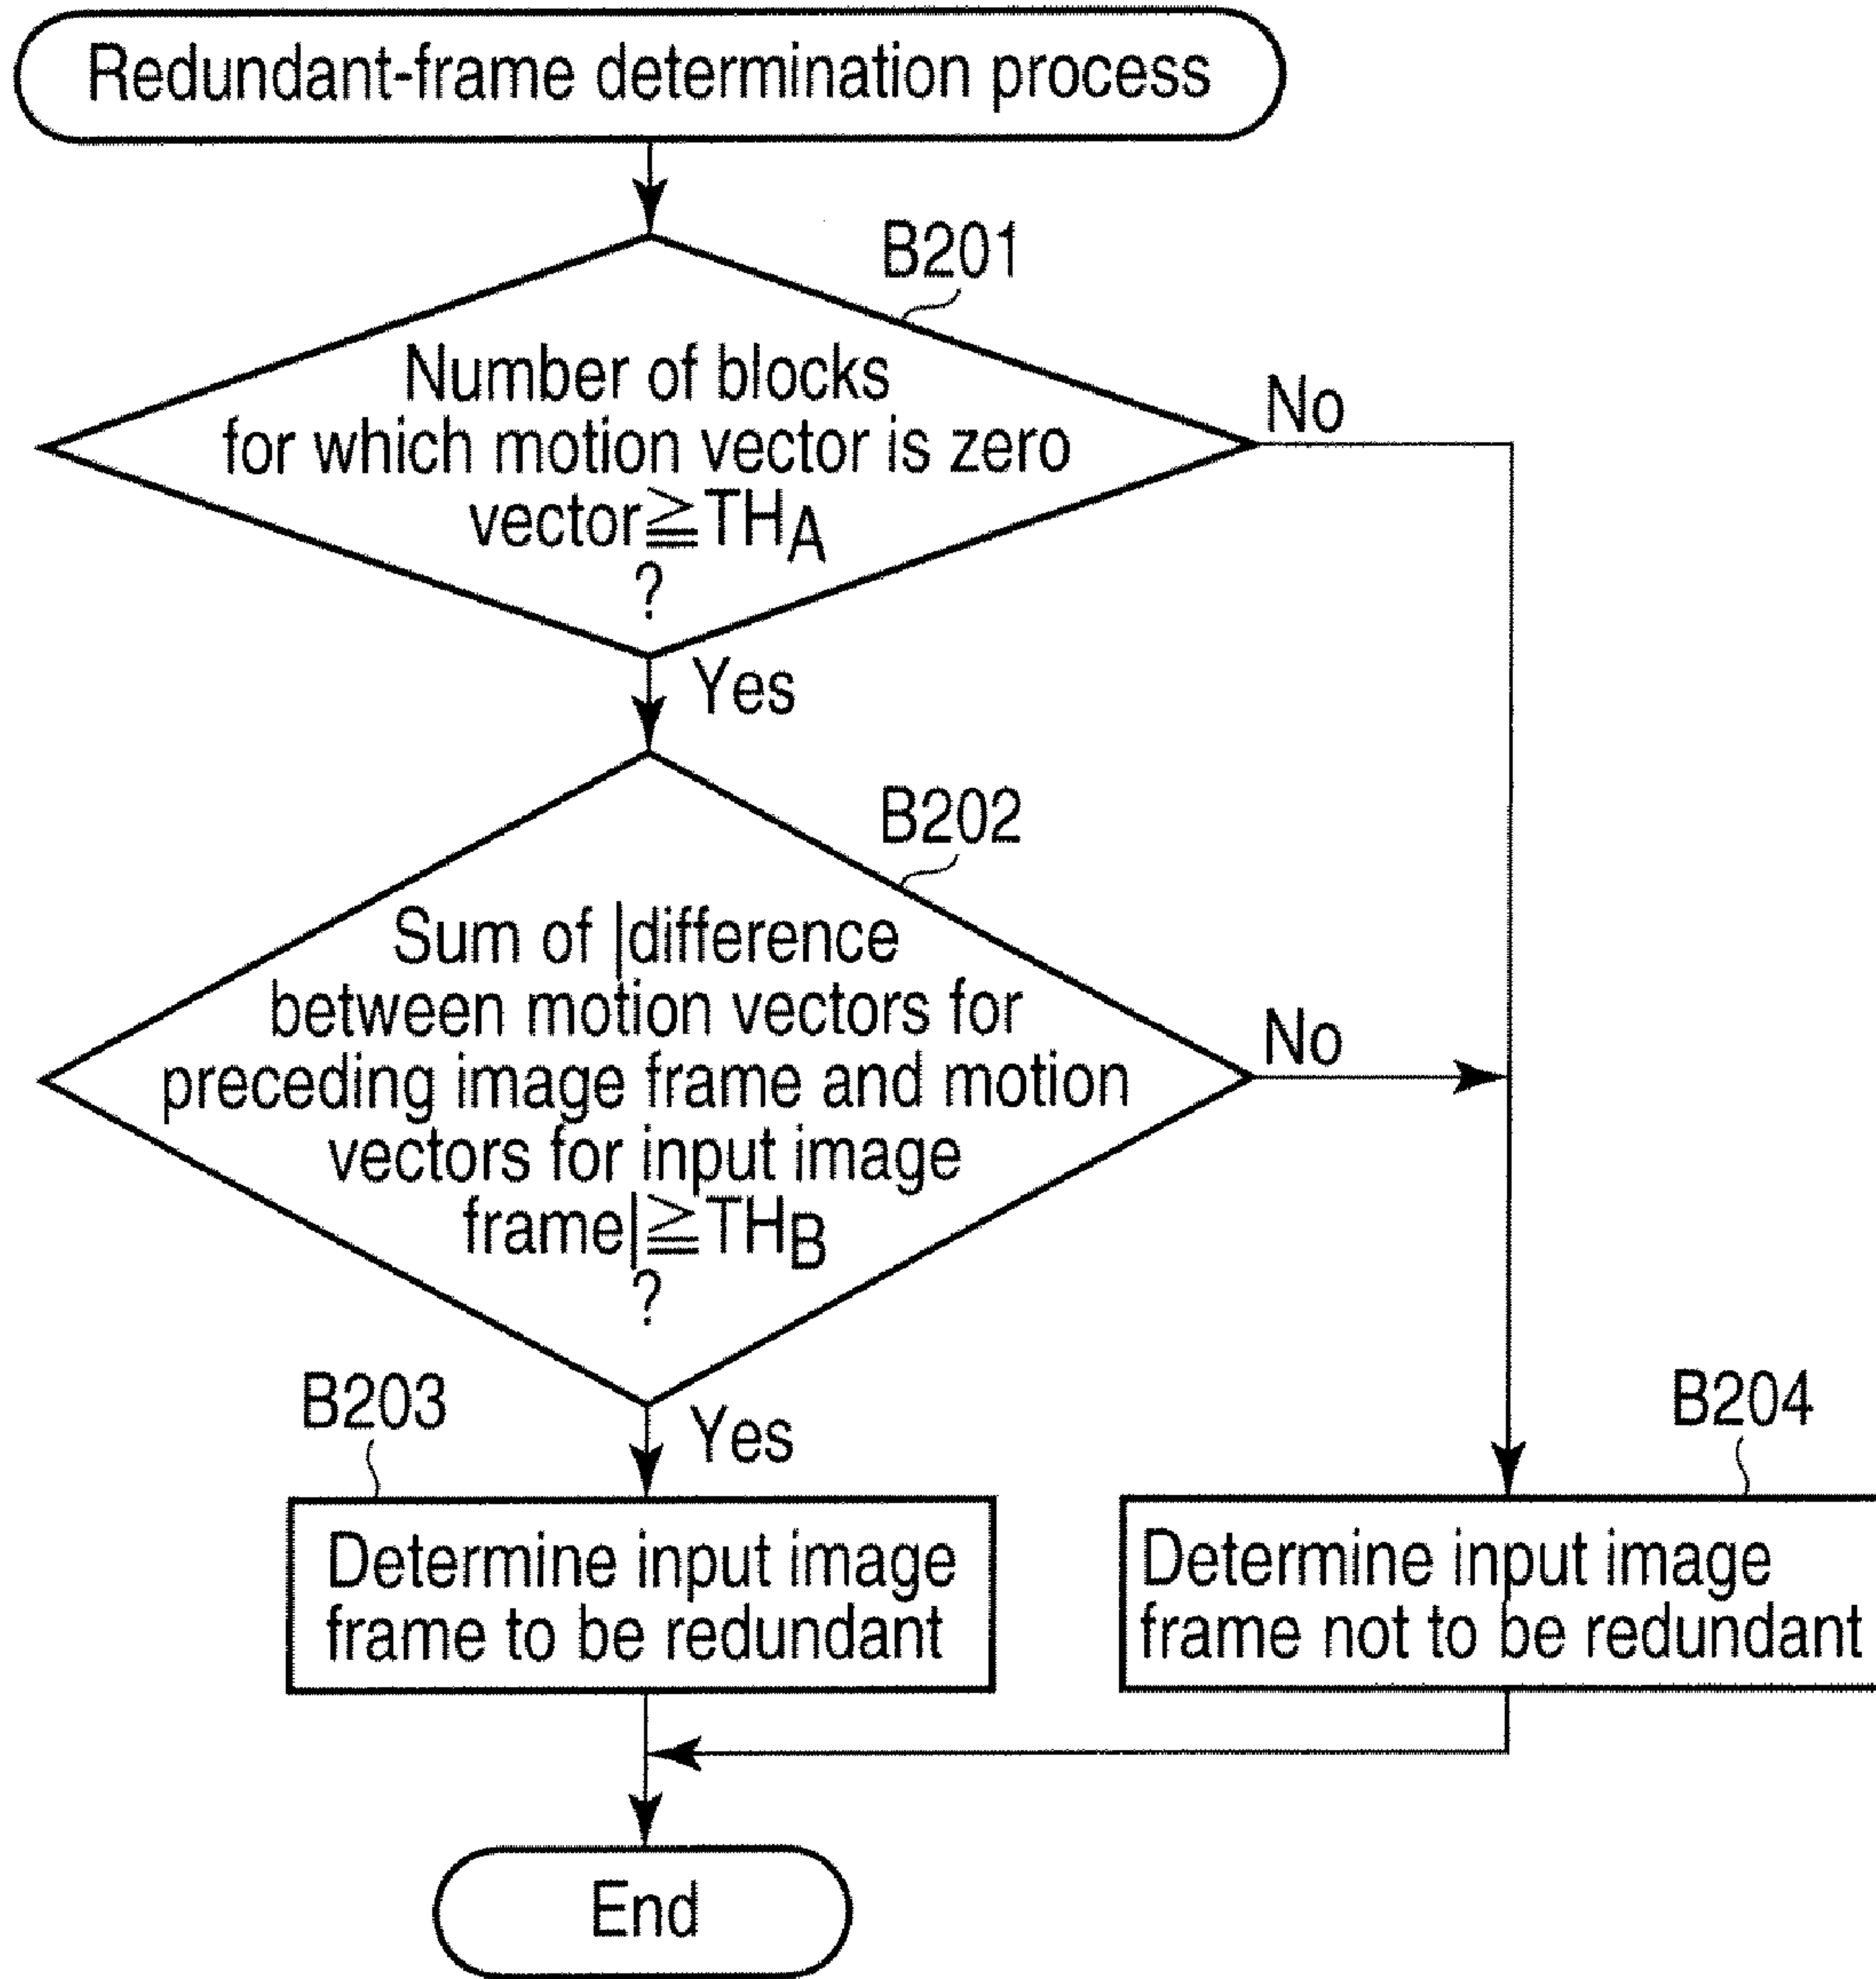 Redundant-frame determination process
B201
Number of blocks
for which motion vector is zero
vector≧THA
?
No
Yes
B202
Sum of |difference
between motion vectors for
preceding image frame and motion
vectors for input image
frame|≧THB
?
No
Yes
B203
Determine input image
frame to be redundant
B204
Determine input image
frame not to be redundant
End